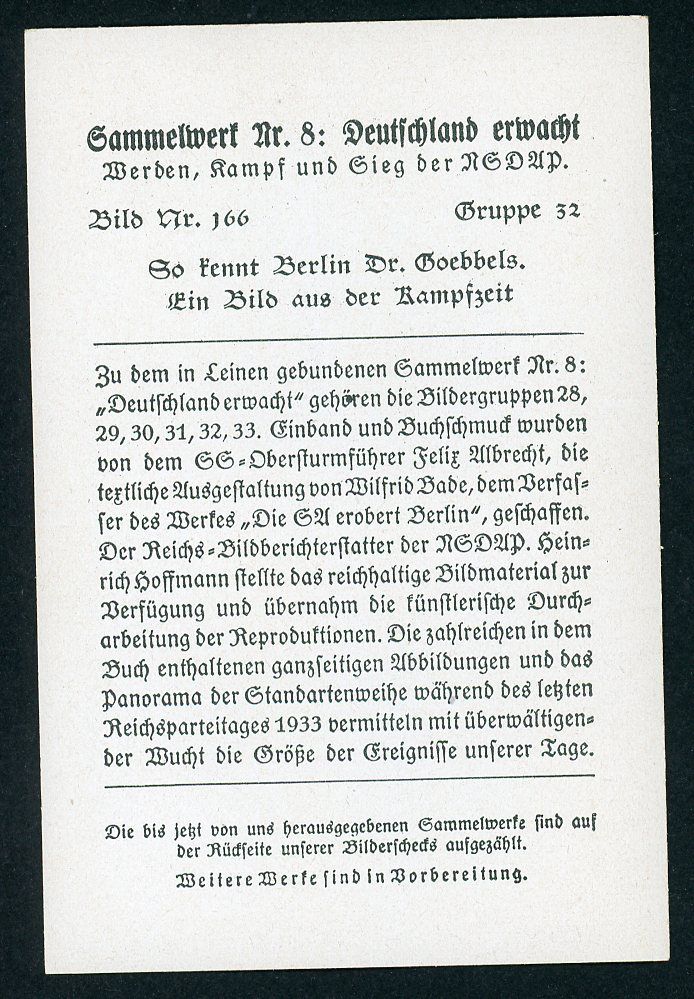 Sammelwerk Nr. 8: Deutschland erwacht
Werden, Kampf und Sieg der NSDAP.
Bild Nr. 166 Gruppe 32
So kennt Berlin Dr. Goebbels.
Ein Bild aus der Kampfzeit
Zu dem in Leinen gebundenen Sammelwerk Nr. 8:
„Deutschland erwacht“ gehören die Bildergruppen 28,
29, 30, 31, 32, 33. Einband und Buchschmuck wurden
von dem SS-Obersturmführer Felix Albrecht, die
textliche Ausgestaltung von Wilfrid Bade, dem Verfas-
ser des Werkes „Die SA erobert Berlin“, geschaffen.
Der Reichs-Bildberichterstatter der NSDAP. Hein-
rich Hoffmann stellte das reichhaltige Bildmaterial zur
Verfügung und übernahm die künstlerische Durch-
arbeitung der Reproduktionen. Die zahlreichen in dem
Buch enthaltenen ganzseitigen Abbildungen und das
Panorama der Standartenweihe während des letzten
Reichsparteitages 1933 vermitteln mit überwältigen-
der Wucht die Größe der Ereignisse unserer Tage.
Die bis jetzt von uns herausgegebenen Sammelwerke sind auf
der Rückseite unserer Bilderschecks aufgezählt.
Weitere Werke sind in Vorbereitung.